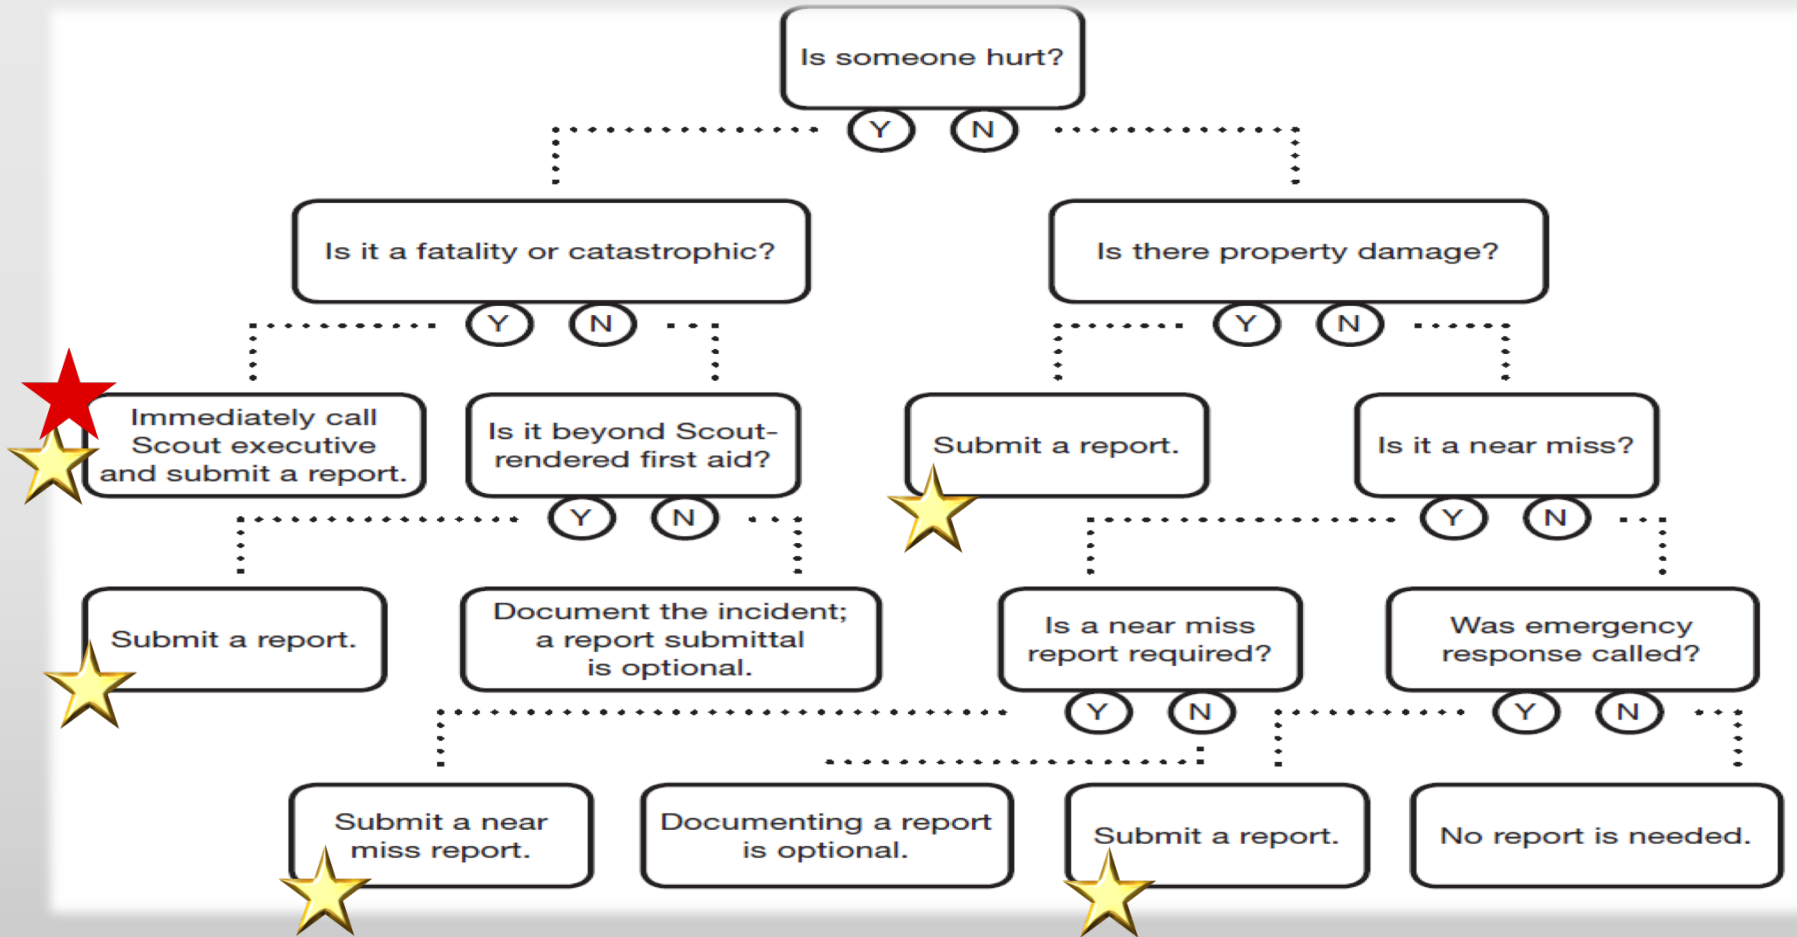 Is someone hurt?
Y N
Is it a fatality or catastrophic?
Is there property damage?
Y N
Y N
Immediately call
Scout executive
and submit a report.
Is it beyond Scout-
rendered first aid?
Submit a report.
Is it a near miss?
Y N
Y N
Submit a report.
Document the incident;
a report submittal
is optional.
Is a near miss
report required?
Was emergency
response called?
Y N
Y N
Submit a near
miss report.
Documenting a report
is optional.
Submit a report.
No report is needed.